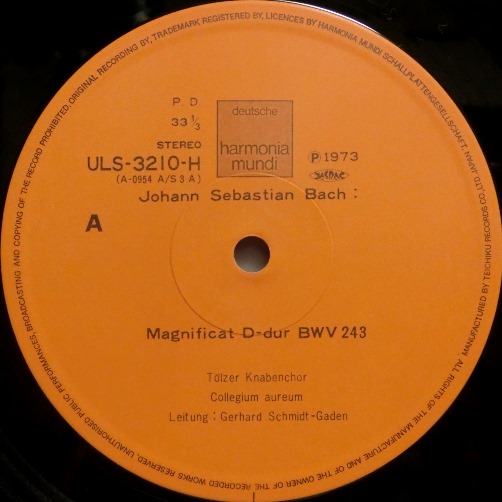 P. D
33 1/3
STEREO
ULS-3210-H
(A-0954 A/S 3 A)
deutsche
harmonia
mundi
Ⓟ1973
Johann Sebastian Bach :
A
Magnificat D-dur BWV 243
Tölzer Knabenchor
Collegium aureum
Leitung : Gerhard Schmidt-Gaden
ALL RIGHTS OF THE MANUFACTURE AND OF THE OWNER OF THE RECORDED WORKS RESERVED. UNAUTHORISED PUBLIC PERFORMANCES, BROADCASTING AND COPYING OF THE RECORD PROHIBITED. ORIGINAL RECORDING BY, TRADEMARK REGISTERED BY, LICENCES BY HARMONIA MUNDI SCHALLPLATTENGESELLSCHAFT. MANUFACTURED BY TEICHIKU RECORDS CO., LTD. JAPAN